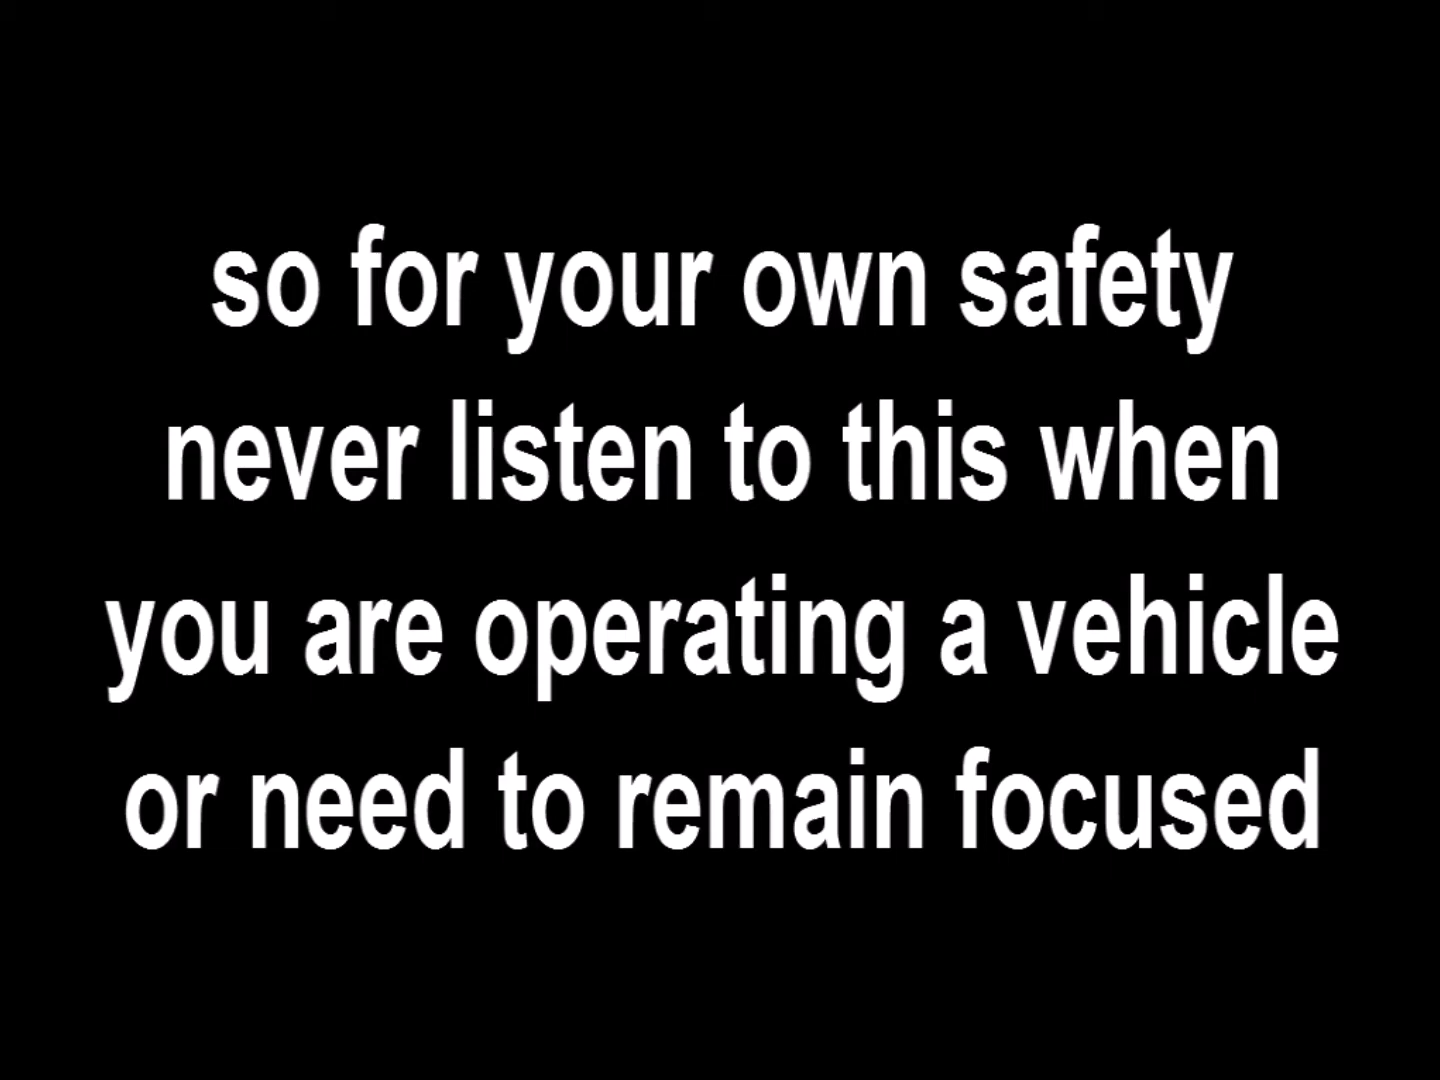 so for your own safety
never listen to this when
you are operating a vehicle
or need to remain focused